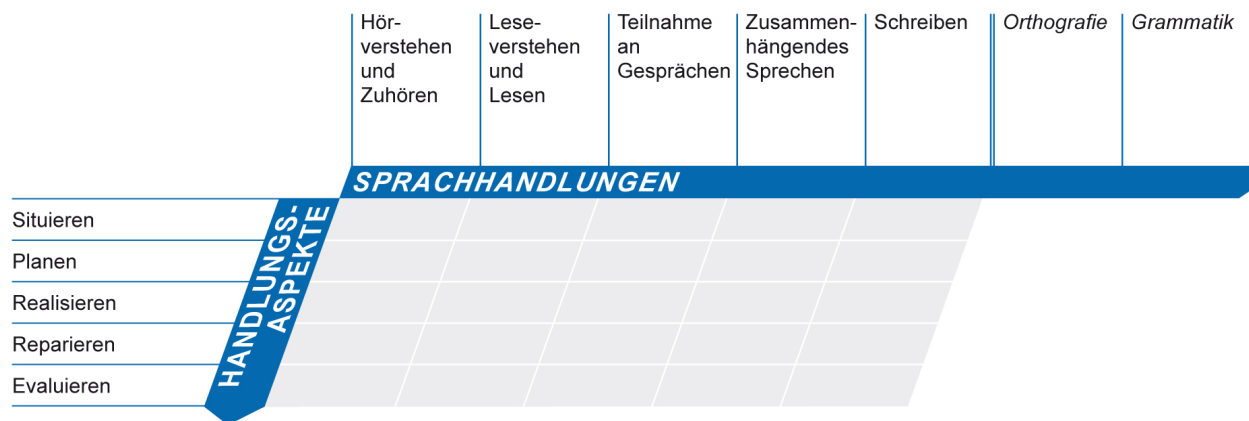 Hör-
verstehen
und
Zuhören
Lese-
verstehen
und
Lesen
Teilnahme
an
Gesprächen
Zusammen-
hängendes
Sprechen
Schreiben
Orthografie
Grammatik
SPRACHHANDLUNGEN
HANDLUNGS-
ASPEKTE
Situieren
Planen
Realisieren
Reparieren
Evaluieren